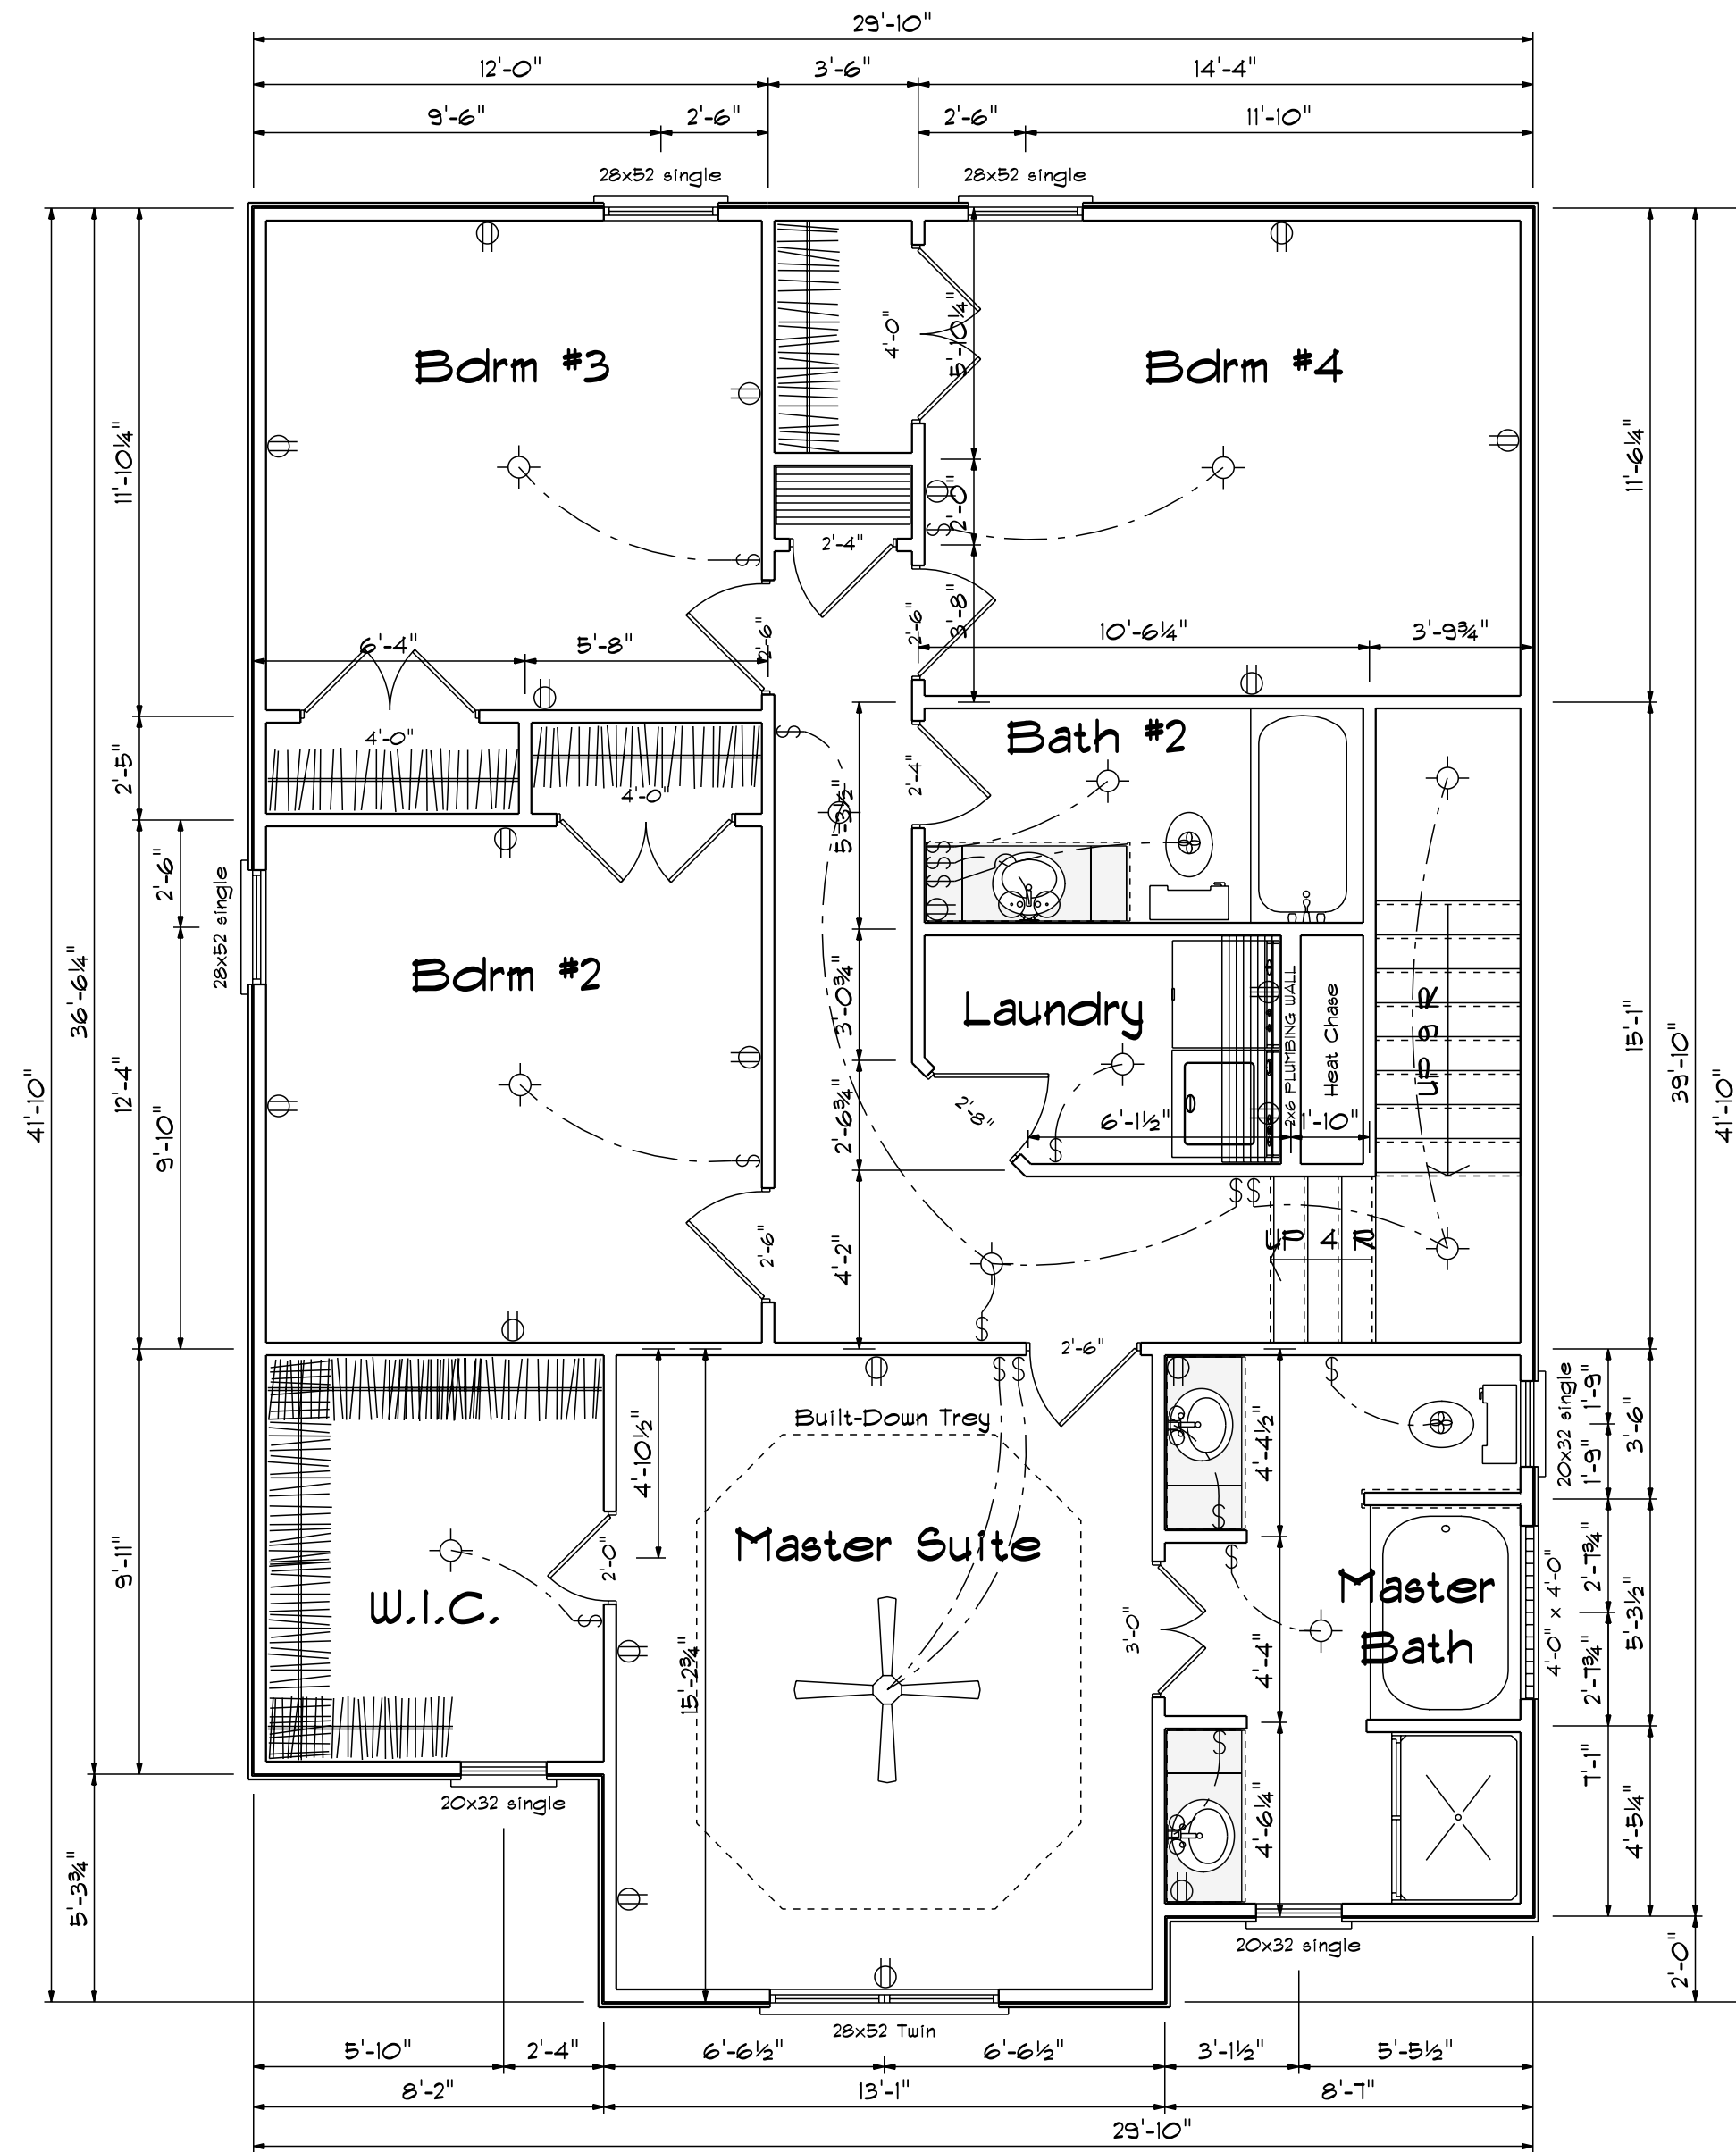 29'-10"
12'-0" 3'-6" 14'-4"
9'-6" 2'-6" 2'-6" 11'-10"
28x52 single 28x52 single
4'-0" 5'-10¼"
Bdrm #3 Bdrm #4
11'-10¼" 11'-6¼"
2'-0"
2'-4"
2'-6" 2'-6" 3'-8"
6'-4" 5'-8" 10'-6¼" 3'-9¾"
4'-0" Bath #2
2'-5" 2'-4"
4'-0" 5'-3½"
2'-6"
28x52 single
Bdrm #2
36'-6¼" Laundry 3'-0¾" 2x6 PLUMBING WALL Heat Chase UP 9 R 15'-1"
41'-10" 12'-4" 9'-10" 39'-10" 41'-10"
2'-8" 2'-6¾" 6'-1½" 1'-10"
2'-6" 4'-2" UP 4 R
2'-6"
Built-Down Trey
4'-10½" 4'-4½" 20x32 single 1'-9" 1'-9" 3'-6"
9'-11" 2'-0"
Master Suite
W.I.C.
Master
Bath
3'-0" 4'-4" 4'-0" x 4'-0" 2'-7¾" 2'-7¾" 5'-3½"
15'-2¾"
20x32 single
5'-3¾" 4'-6¼" 7'-1" 4'-5¼"
20x32 single 2'-0"
28x52 Twin
5'-10" 2'-4" 6'-6½" 6'-6½" 3'-1½" 5'-5½"
8'-2" 13'-1" 8'-7"
29'-10"